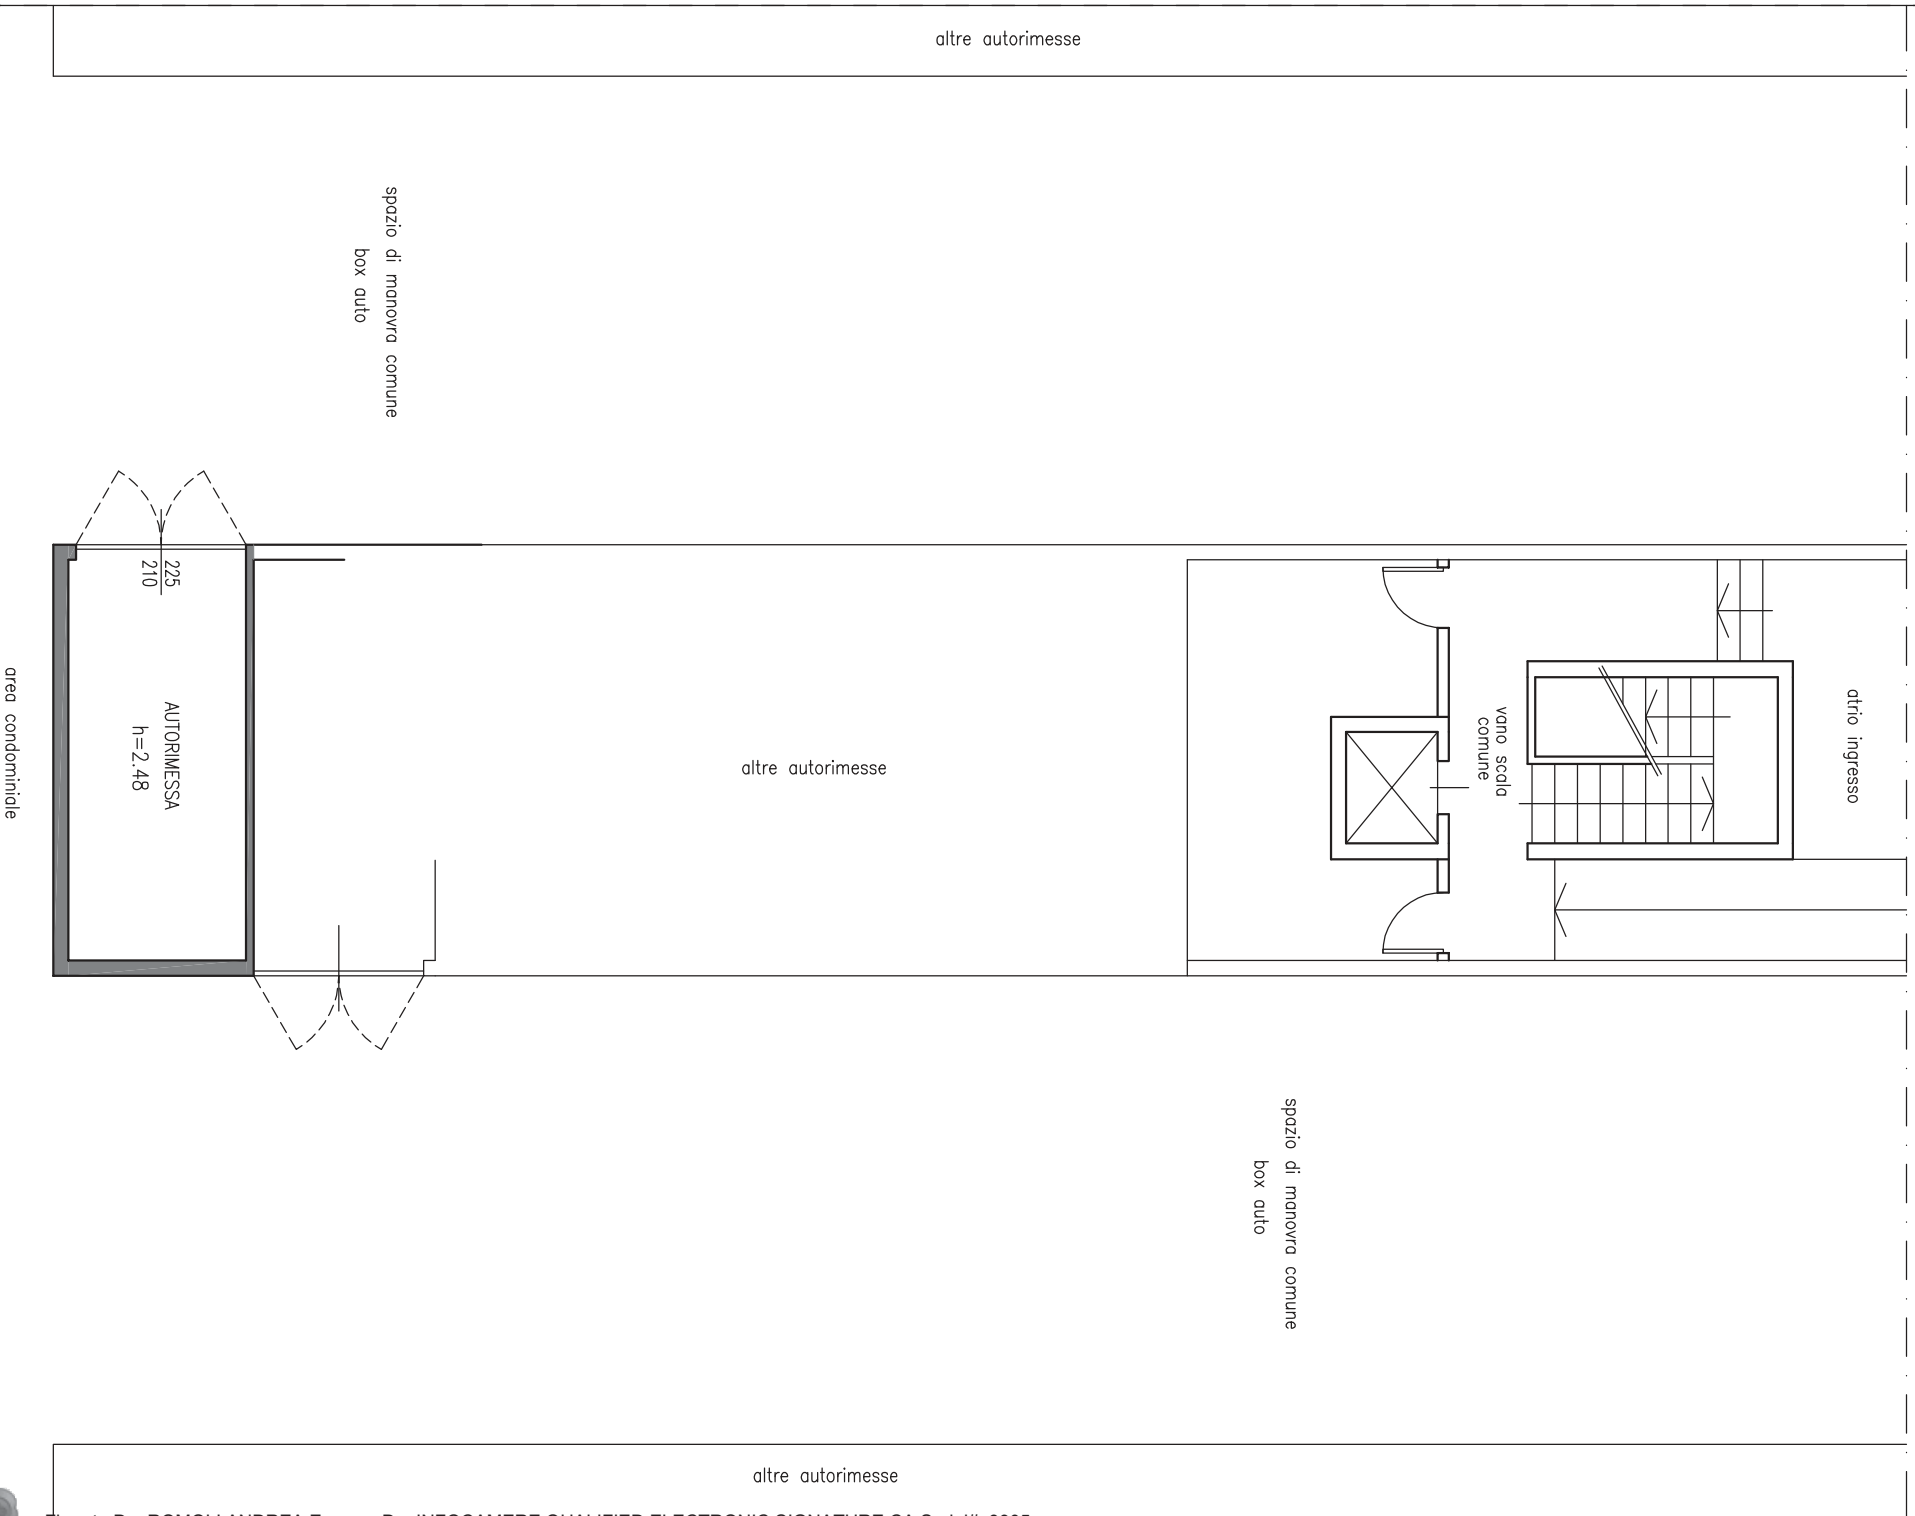 altre autorimesse
spazio di manovra comune
box auto
225
210
AUTORIMESSA
h=2.48
area condominiale
altre autorimesse
vano scala
comune
atrio ingresso
spazio di manovra comune
box auto
altre autorimesse